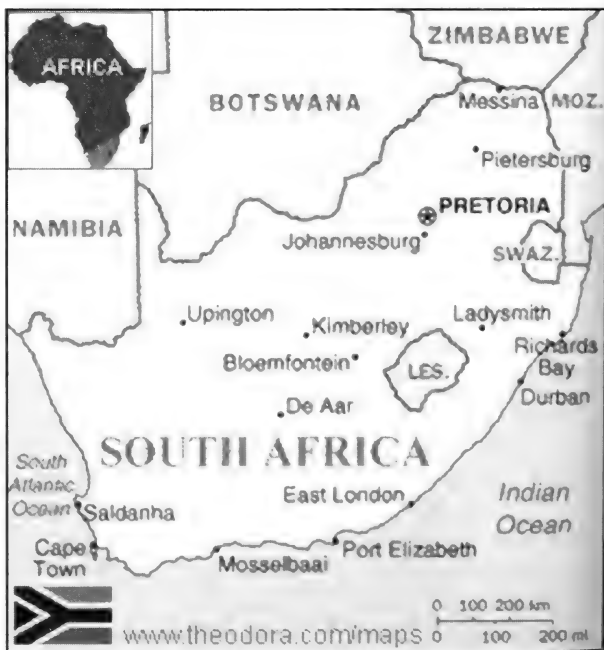 AFRICA
ZIMBABWE
BOTSWANA
Messina
MOZ.
Pietersburg
PRETORIA
NAMIBIA
Johannesburg
SWAZ.
Upington
Kimberley
Ladysmith
Bloemfontein
LES.
Richards
Bay
Durban
De Aar
SOUTH AFRICA
South
Atlantic
Ocean
Saldanha
East London
Indian
Ocean
Cape
Town
Mosselbaai
Port Elizabeth
0 100 200 km
0 100 200 mi
www.theodora.com/maps